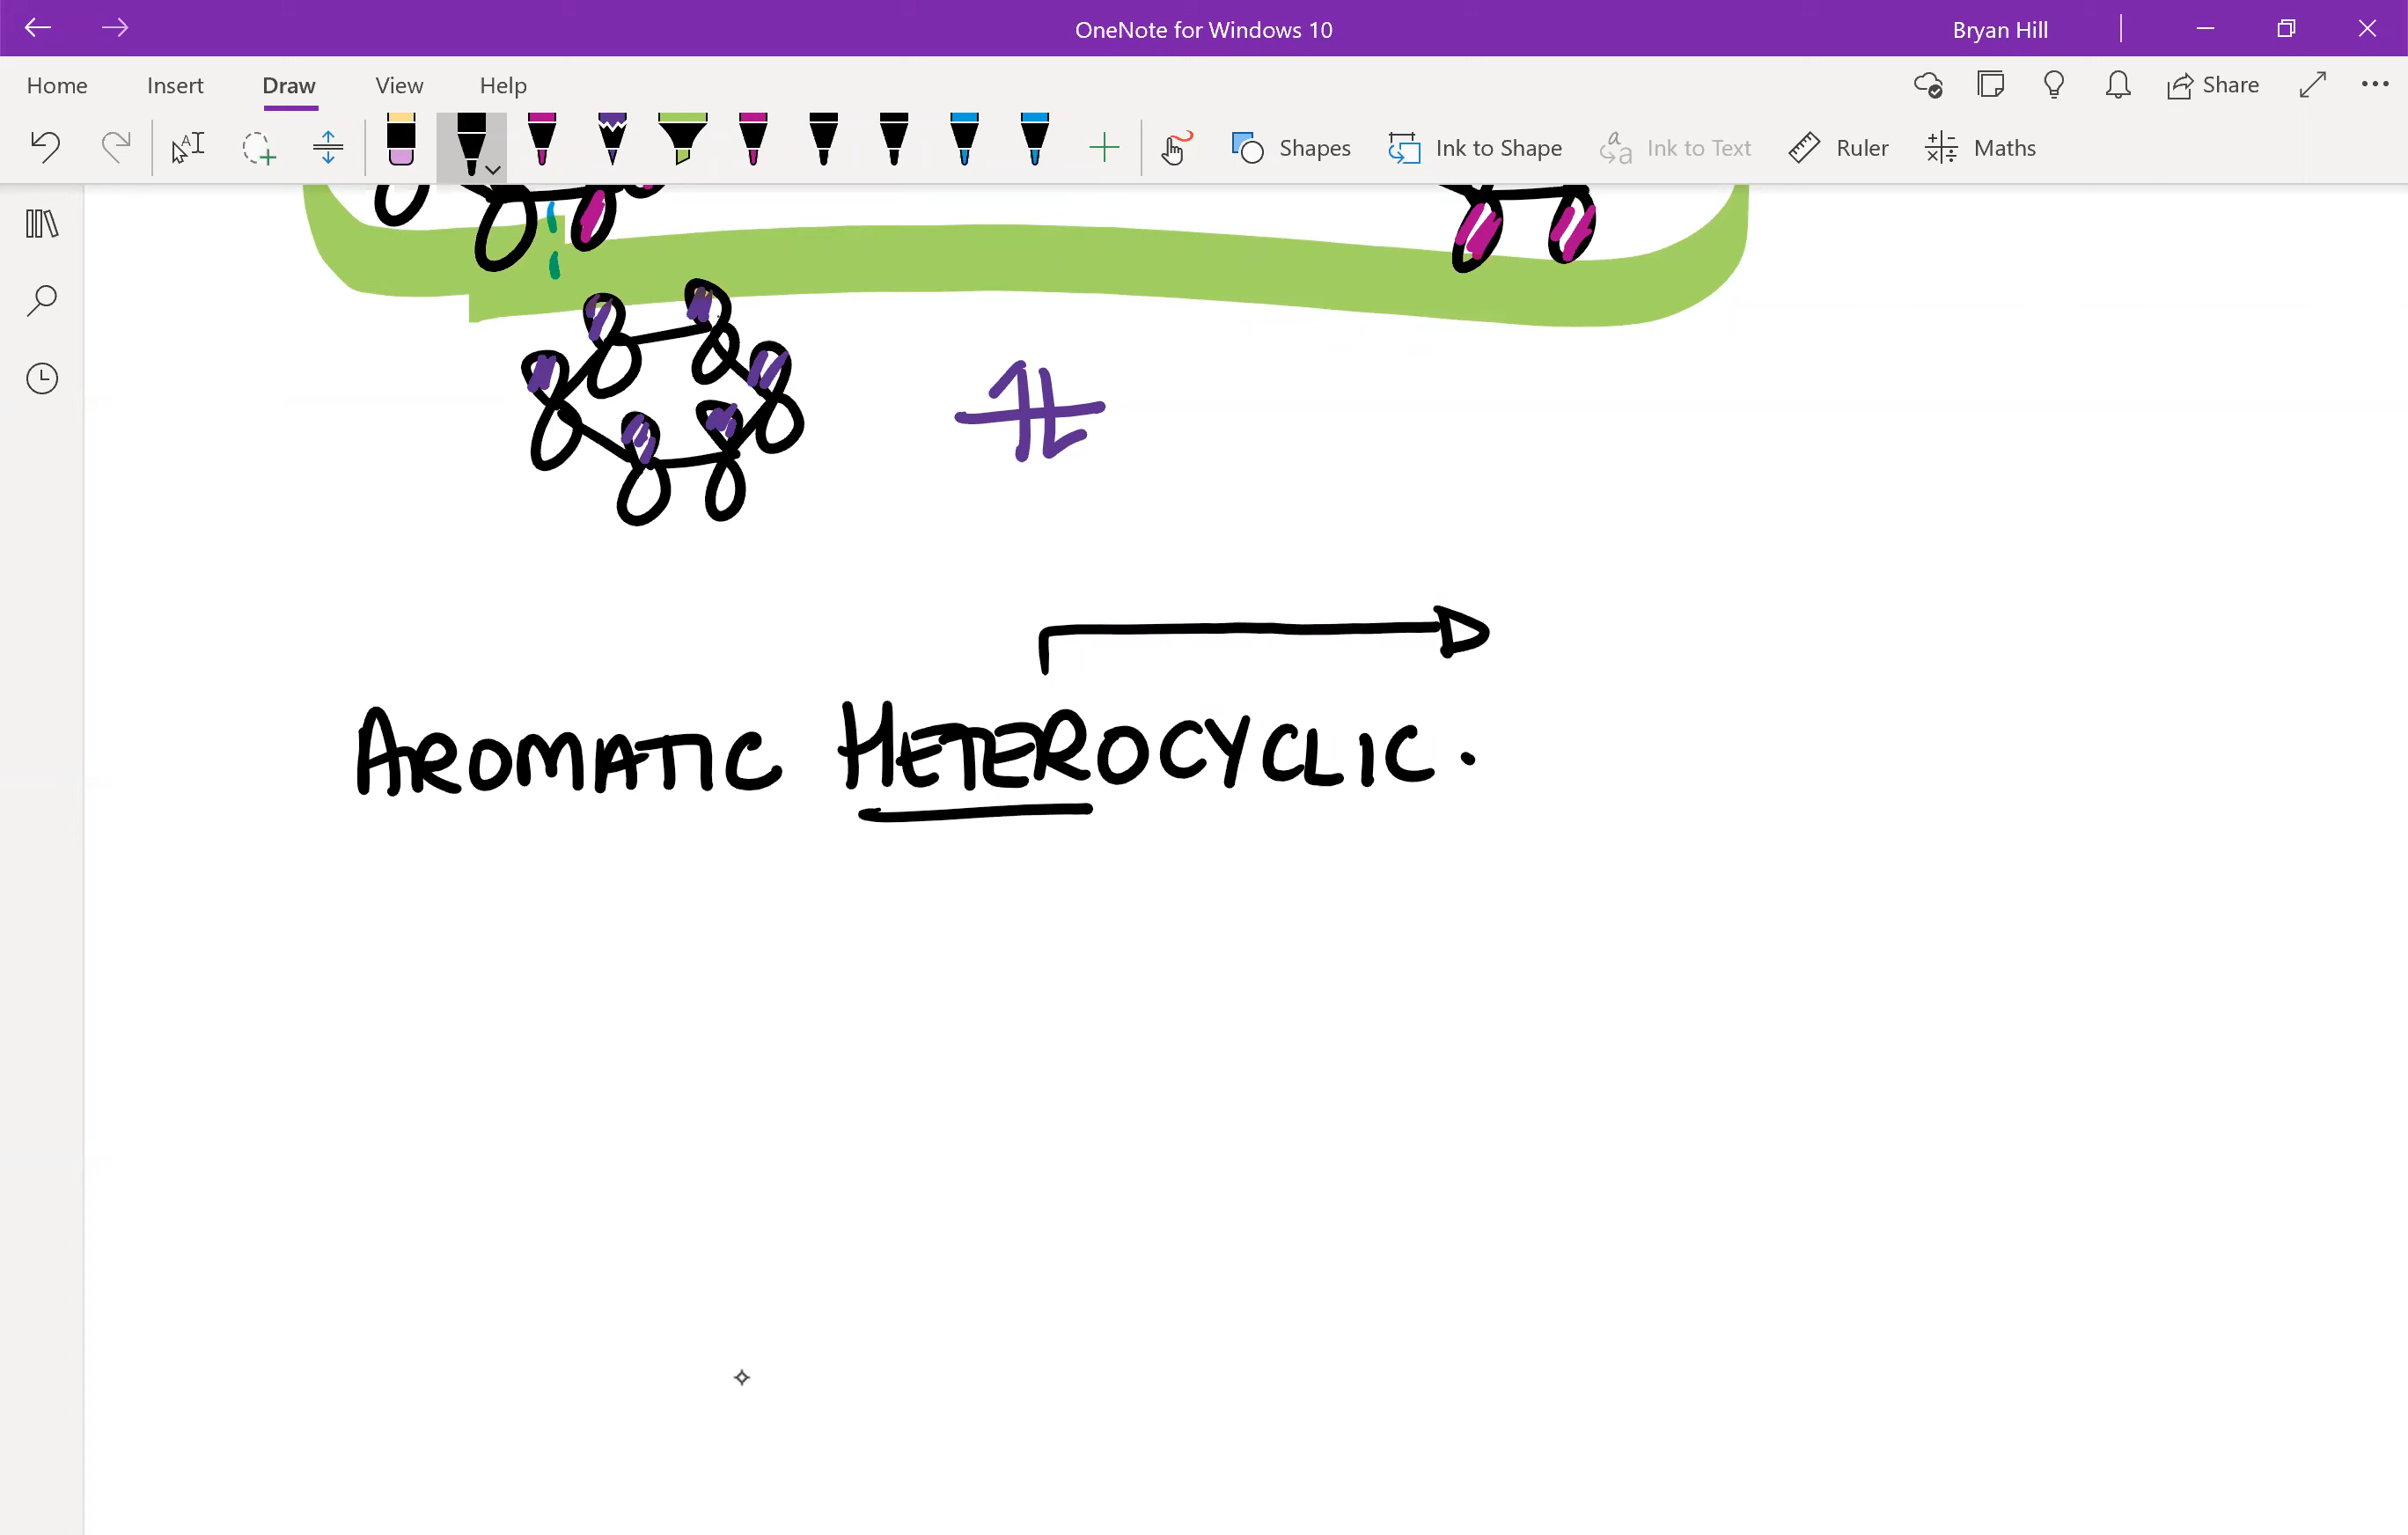 OneNote for Windows 10
Bryan Hill
Home Insert Draw View Help
Share
Shapes Ink to Shape Ink to Text Ruler Maths
AROMATIC HETEROCYCLIC.